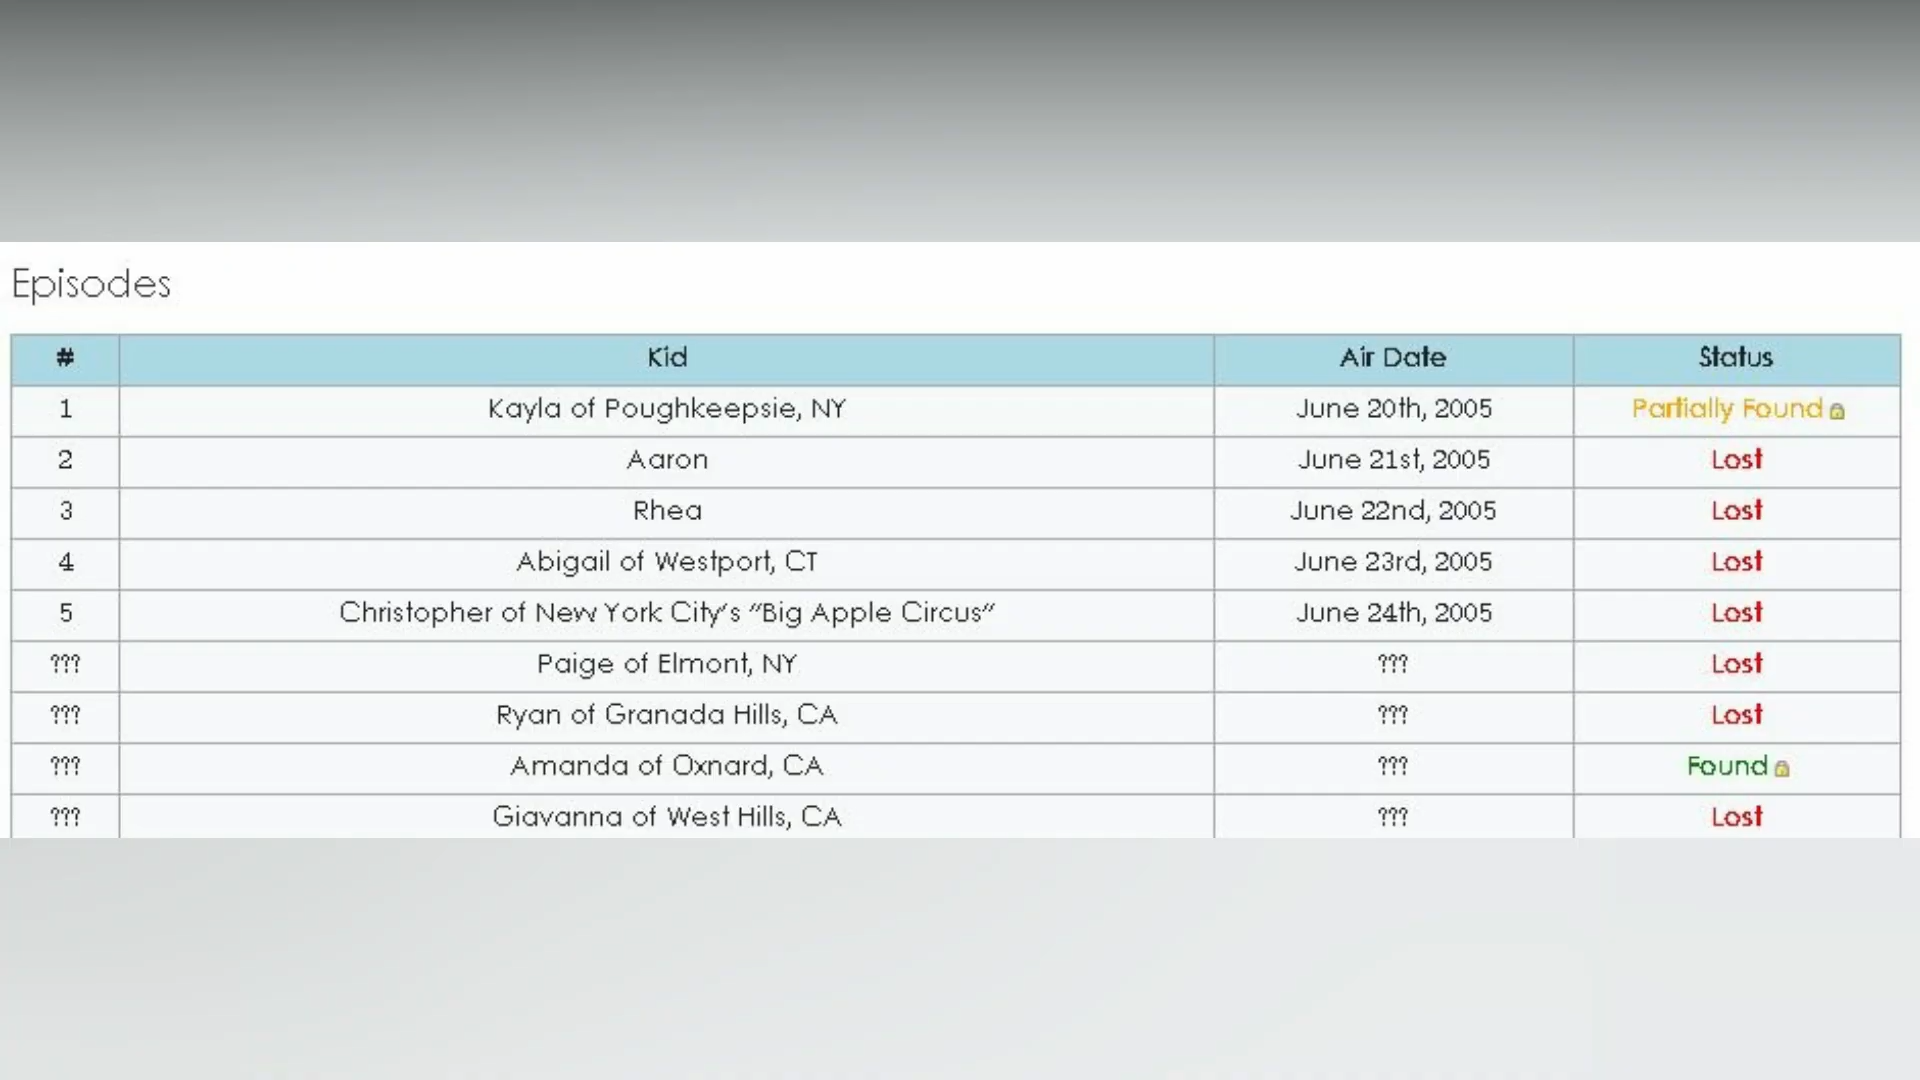 Episodes
# Kid Air Date Status
1 Kayla of Poughkeepsie, NY June 20th, 2005 Partially Found
2 Aaron June 21st, 2005 Lost
3 Rhea June 22nd, 2005 Lost
4 Abigail of Westport, CT June 23rd, 2005 Lost
5 Christopher of New York City's "Big Apple Circus" June 24th, 2005 Lost
??? Paige of Elmont, NY ??? Lost
??? Ryan of Granada Hills, CA ??? Lost
??? Amanda of Oxnard, CA ??? Found
??? Giavanna of West Hills, CA ??? Lost